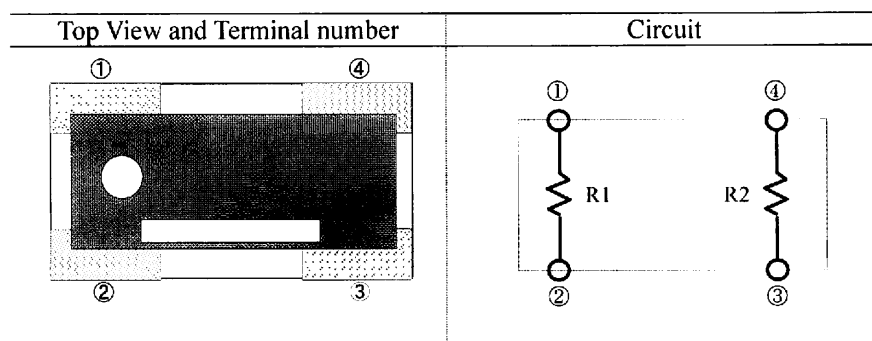 Top View and Terminal number
Circuit
① ④
② ③
① ④
R1 R2
② ③